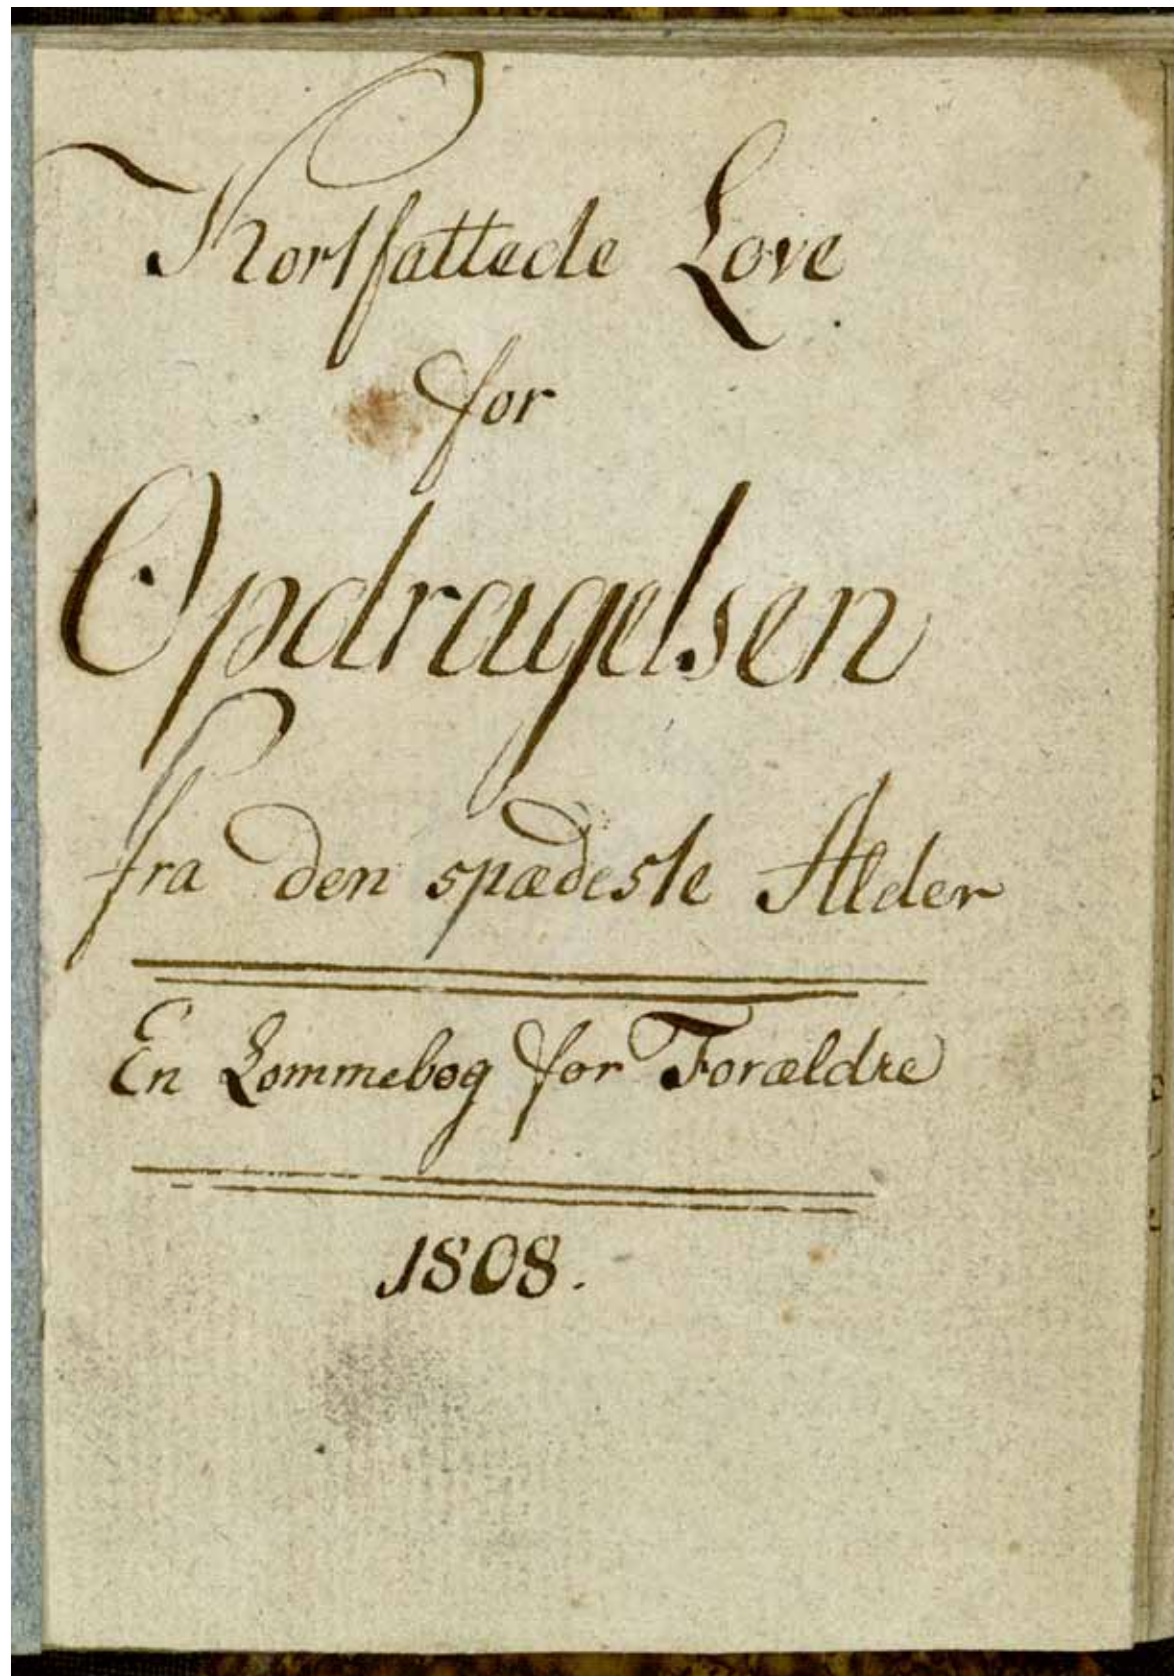 Kortfattede Love
for
Opdragelsen
fra den spædeste Alder
En Lommebog for Forældre
1808.